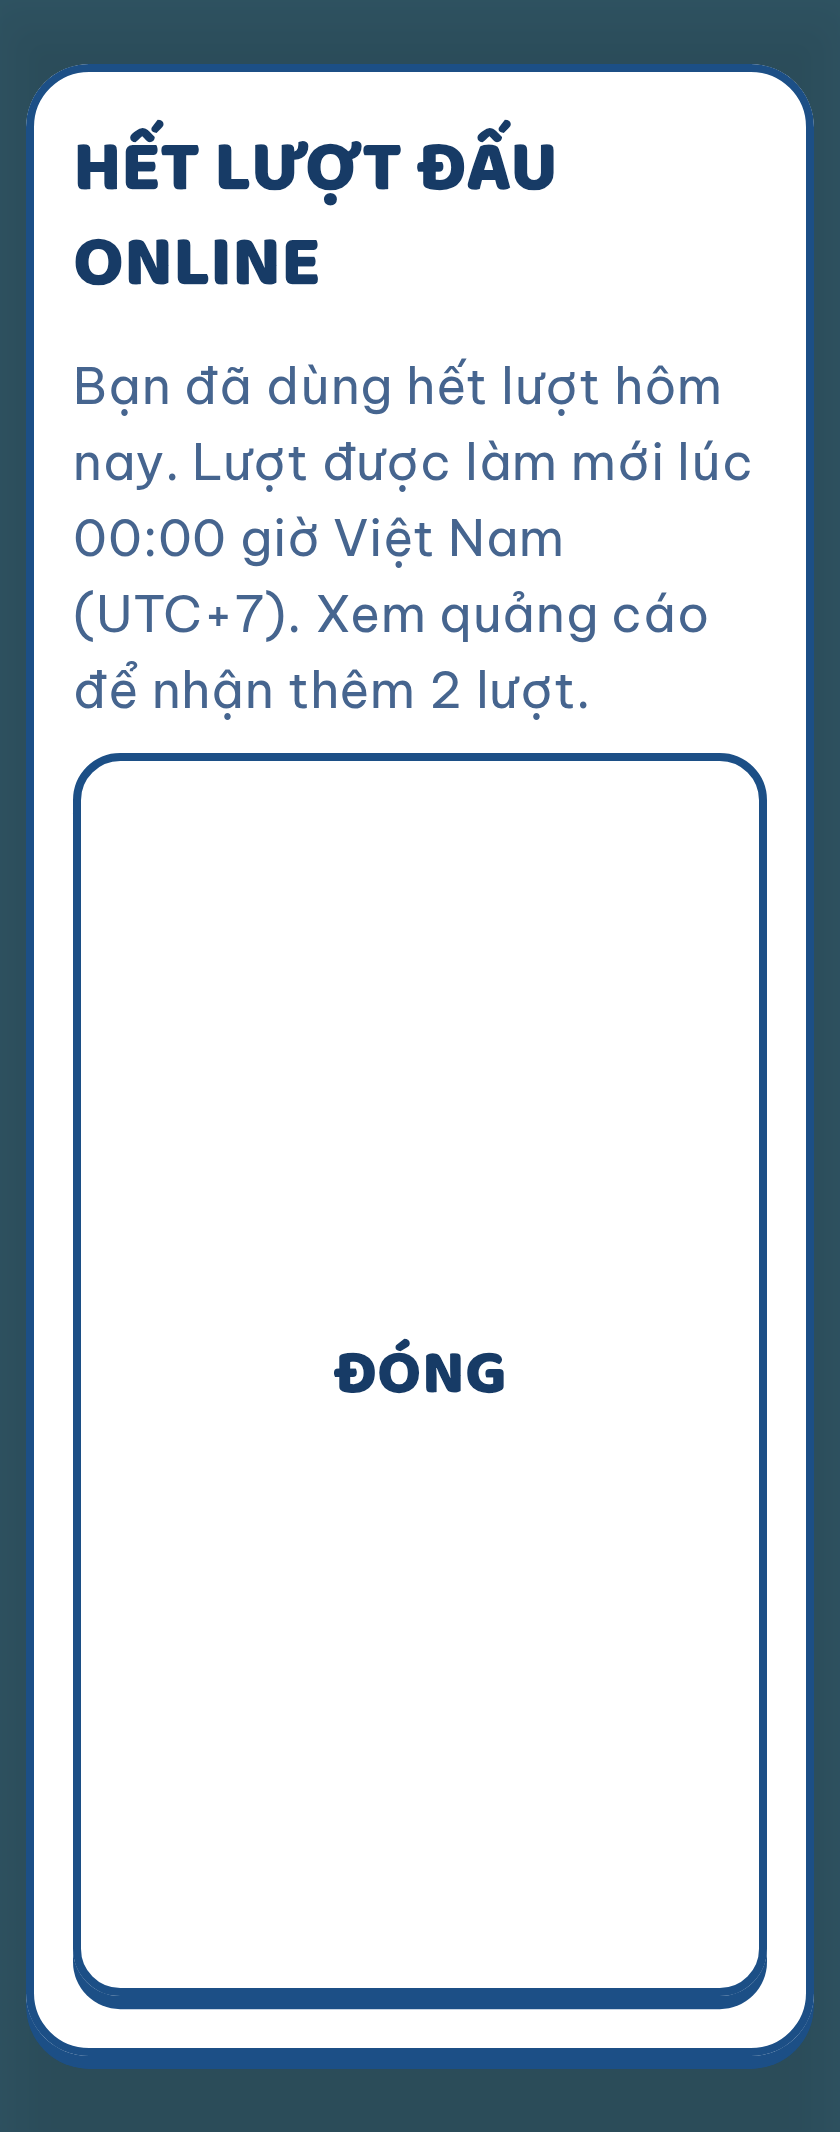 HẾT LƯỢT ĐẤU
ONLINE
Bạn đã dùng hết lượt hôm
nay. Lượt được làm mới lúc
00:00 giờ Việt Nam
(UTC+7). Xem quảng cáo
để nhận thêm 2 lượt.
ĐÓNG